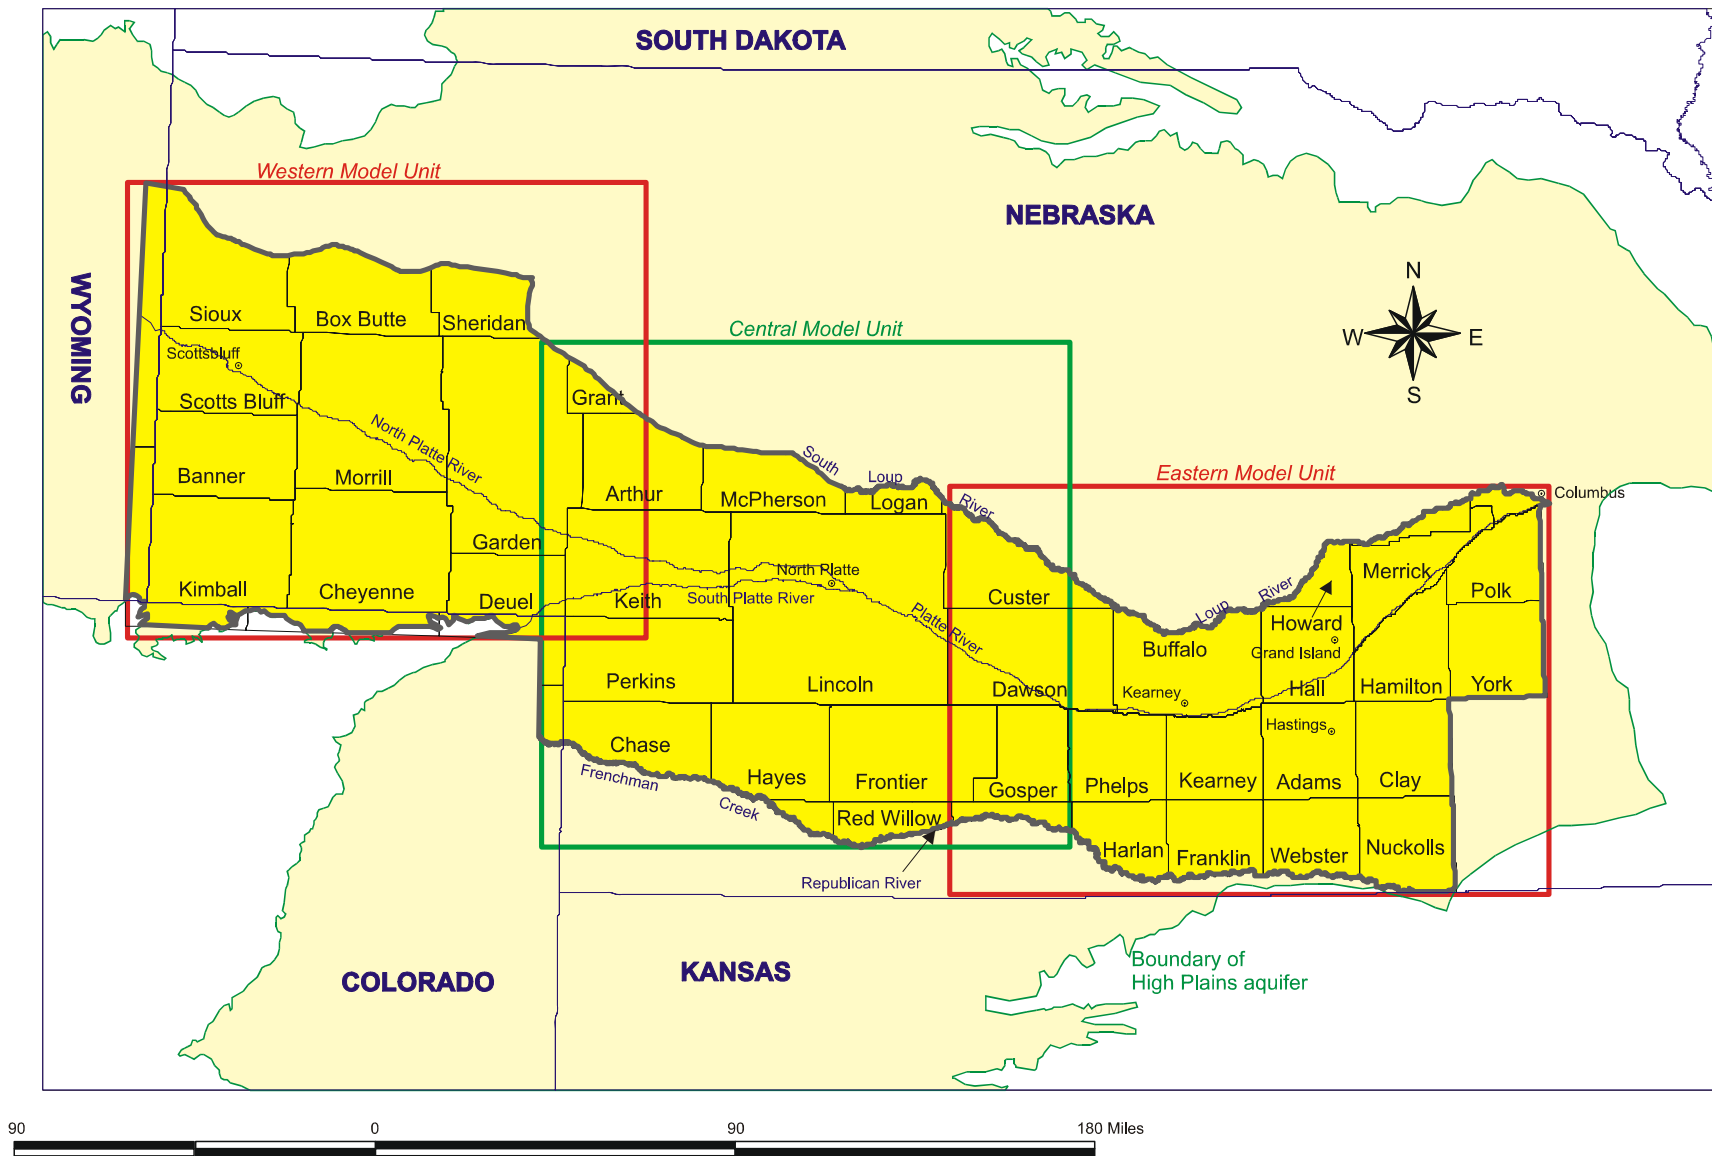 SOUTH DAKOTA
Western Model Unit
NEBRASKA
WYOMING
N
W
E
S
Sioux
Box Butte
Sheridan
Central Model Unit
Scottsbluff
Scotts Bluff
Grant
North Platte River
South
Loup
River
Eastern Model Unit
Banner
Morrill
Arthur
McPherson
Logan
Columbus
Garden
North Platte
Merrick
Kimball
Cheyenne
Deuel
Keith
South Platte River
Platte River
Custer
Loup
River
Polk
Howard
Grand Island
Buffalo
Perkins
Lincoln
Dawson
Kearney
Hall
Hamilton
York
Hastings
Chase
Frenchman
Creek
Hayes
Frontier
Gosper
Phelps
Kearney
Adams
Clay
Red Willow
Republican River
Harlan
Franklin
Webster
Nuckolls
COLORADO
KANSAS
Boundary of
High Plains aquifer
90
0
90
180 Miles